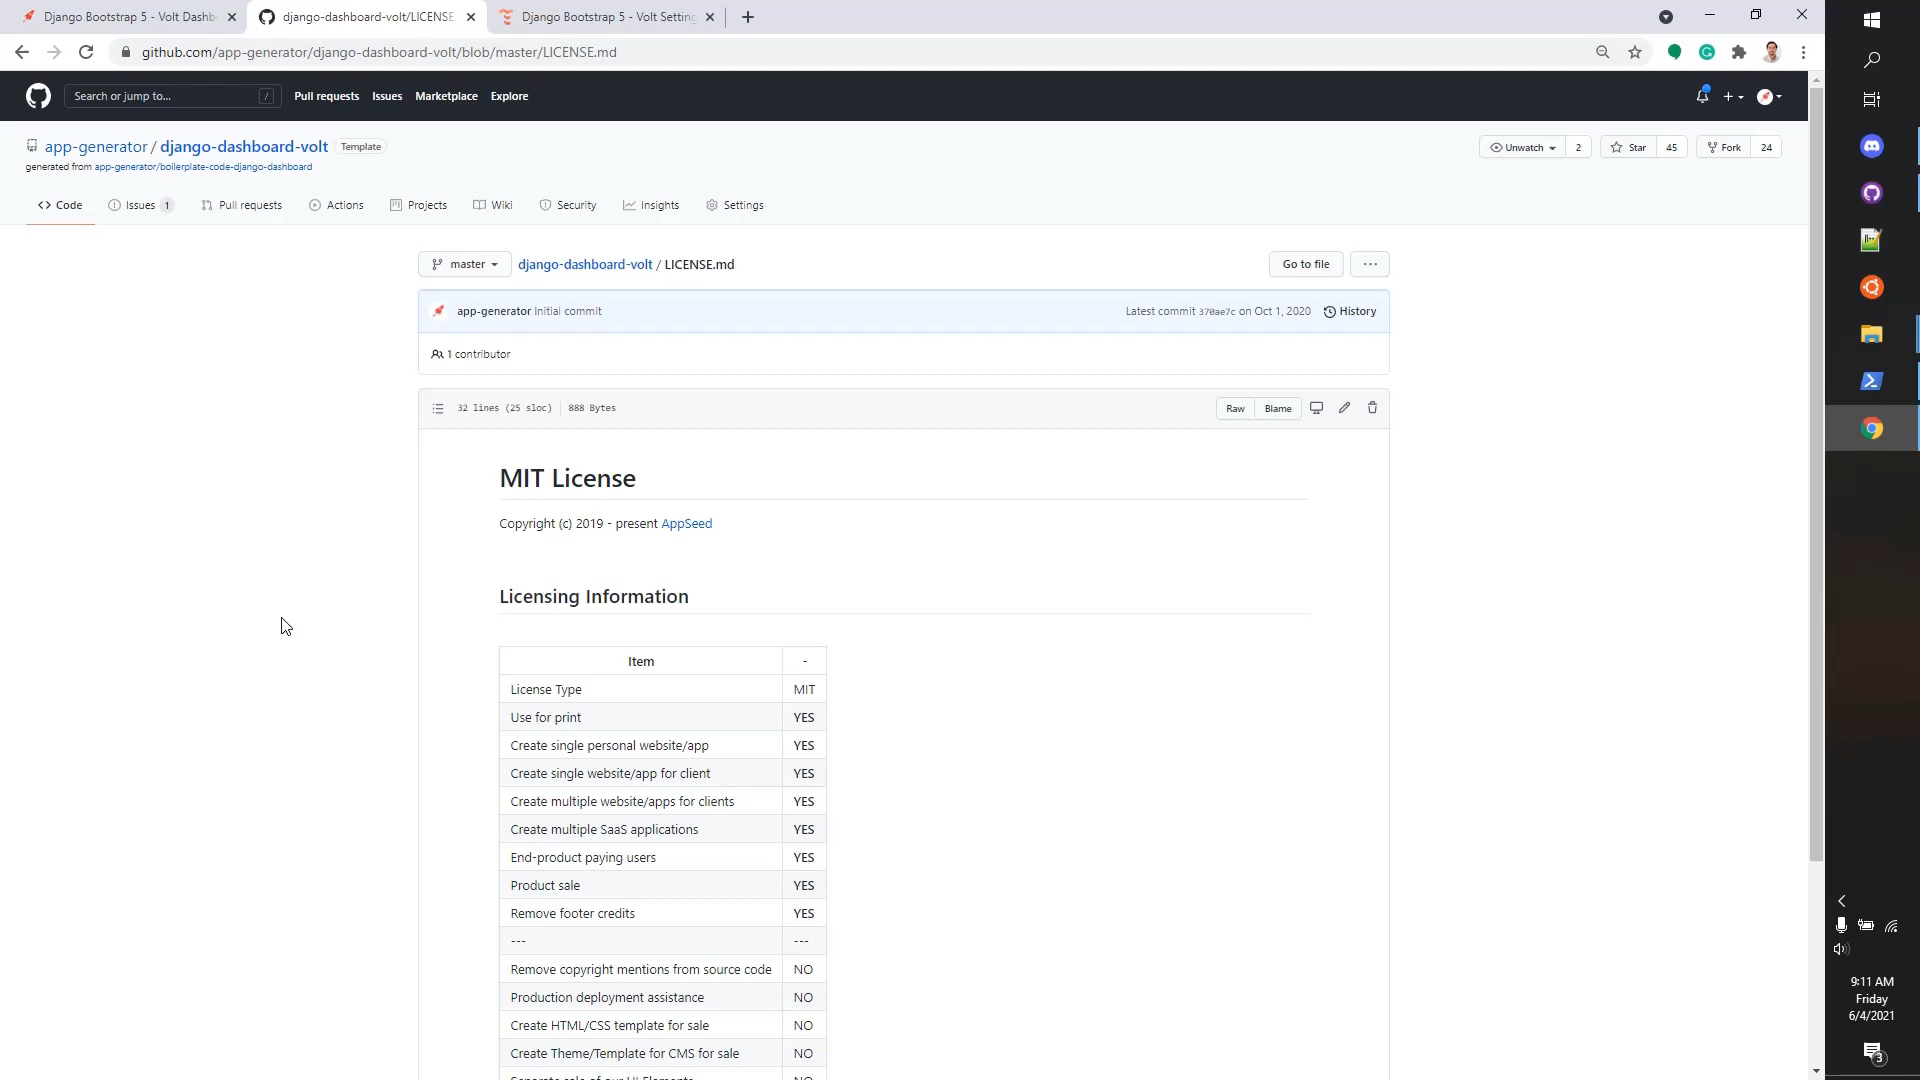 Django Bootstrap 5 - Volt Dashb
django-dashboard-volt/LICENSE.
Django Bootstrap 5 - Volt Setting
github.com/app-generator/django-dashboard-volt/blob/master/LICENSE.md
Search or jump to...
/
Pull requests
Issues
Marketplace
Explore
app-generator / django-dashboard-volt
Template
Unwatch
2
Star
45
Fork
24
generated from app-generator/boilerplate-code-django-dashboard
Code
Issues
1
Pull requests
Actions
Projects
Wiki
Security
Insights
Settings
master
django-dashboard-volt / LICENSE.md
Go to file
...
app-generator Initial commit
Latest commit 370ae7c on Oct 1, 2020
History
1 contributor
32 lines (25 sloc)
888 Bytes
Raw
Blame
MIT License
Copyright (c) 2019 - present AppSeed
Licensing Information
Item -
License Type MIT
Use for print YES
Create single personal website/app YES
Create single website/app for client YES
Create multiple website/apps for clients YES
Create multiple SaaS applications YES
End-product paying users YES
Product sale YES
Remove footer credits YES
--- ---
Remove copyright mentions from source code NO
Production deployment assistance NO
Create HTML/CSS template for sale NO
Create Theme/Template for CMS for sale NO
9:11 AM
Friday
6/4/2021
3